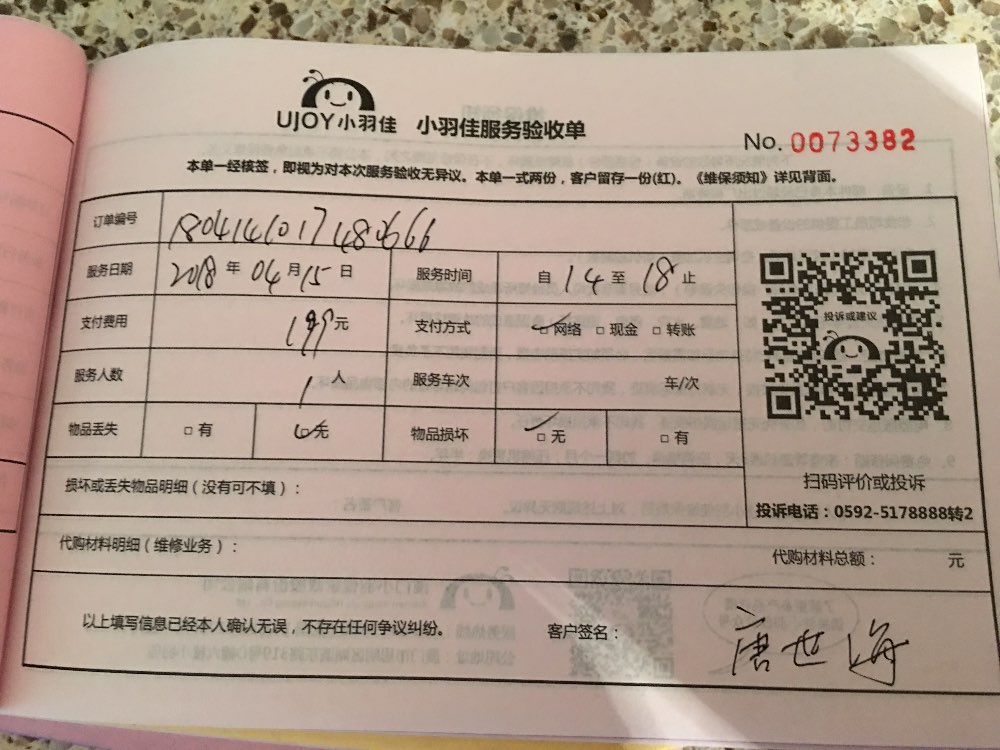 UJOY小羽佳 小羽佳服务验收单
No. 0073382
本单一经核签，即视为对本次服务验收无异议。本单一式两份，客户留存一份(红)。《维保须知》详见背面。
订单编号
服务日期 2018 年 04 月 15 日 服务时间 自 14 至 18 止
支付费用 199 元 支付方式 网络 现金 转账
服务人数 1 人 服务车次 车/次
物品丢失 有 无 物品损坏 无 有
投诉或建议
扫码评价或投诉
投诉电话：0592-5178888转2
损坏或丢失物品明细（没有可不填）：
代购材料明细（维修业务）： 代购材料总额： 元
以上填写信息已经本人确认无误，不存在任何争议纠纷。 客户签名： 唐世海